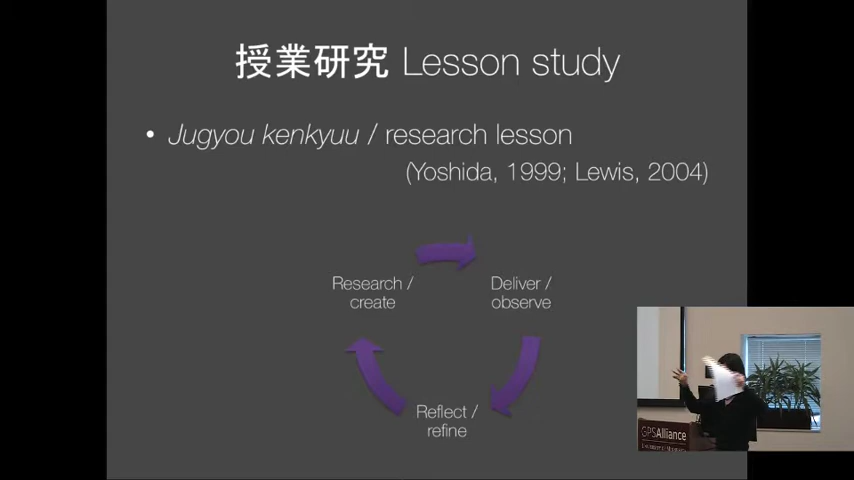 授業研究 Lesson study
• Jugyou kenkyuu / research lesson
(Yoshida, 1999; Lewis, 2004)
Research /
create
Deliver /
observe
Reflect /
refine
GPSAlliance